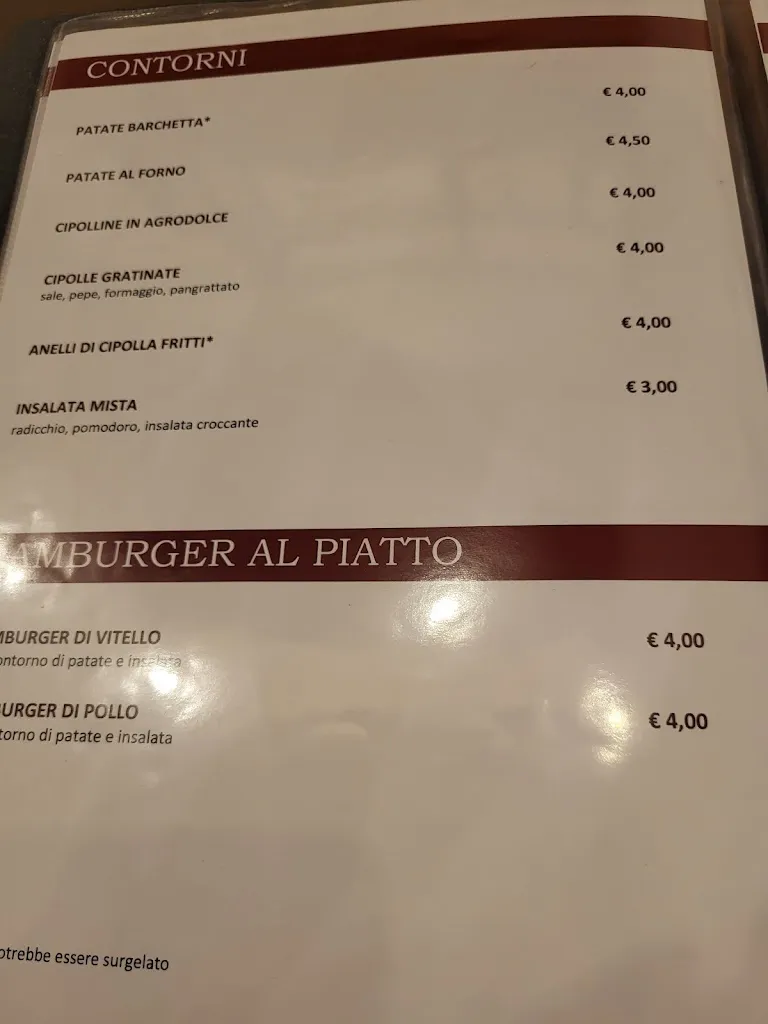 CONTORNI
PATATE BARCHETTA* € 4,00
PATATE AL FORNO € 4,50
CIPOLLINE IN AGRODOLCE € 4,00
CIPOLLE GRATINATE € 4,00
sale, pepe, formaggio, pangrattato
ANELLI DI CIPOLLA FRITTI* € 4,00
INSALATA MISTA € 3,00
radicchio, pomodoro, insalata croccante
AMBURGER AL PIATTO
MBURGER DI VITELLO € 4,00
ontorno di patate e insalata
BURGER DI POLLO € 4,00
torno di patate e insalata
otrebbe essere surgelato